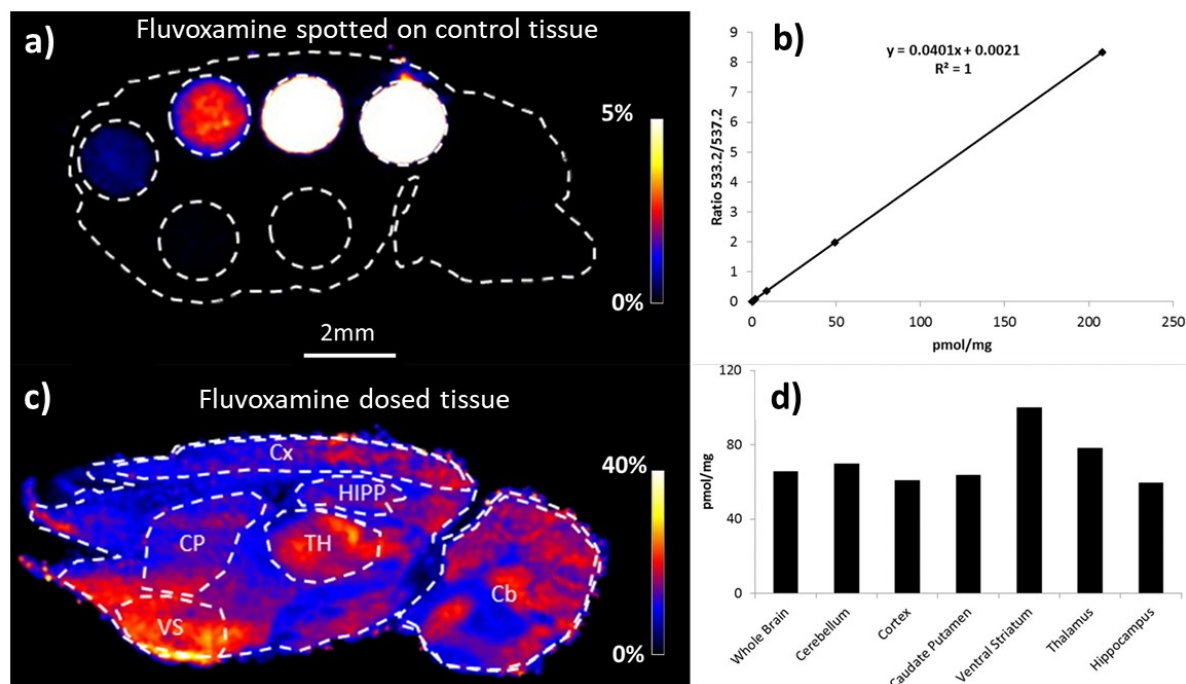 a)
Fluvoxamine spotted on control tissue
5%
0%
2mm
b)
y = 0.0401x + 0.0021
R² = 1
Ratio 533.2/537.2
9
8
7
6
5
4
3
2
1
0
0 50 100 150 200 250
pmol/mg
c)
Fluvoxamine dosed tissue
40%
0%
Cx
HIPP
CP
TH
Cb
VS
d)
pmol/mg
120
80
40
0
Whole Brain
Cerebellum
Cortex
Caudate Putamen
Ventral Striatum
Thalamus
Hippocampus